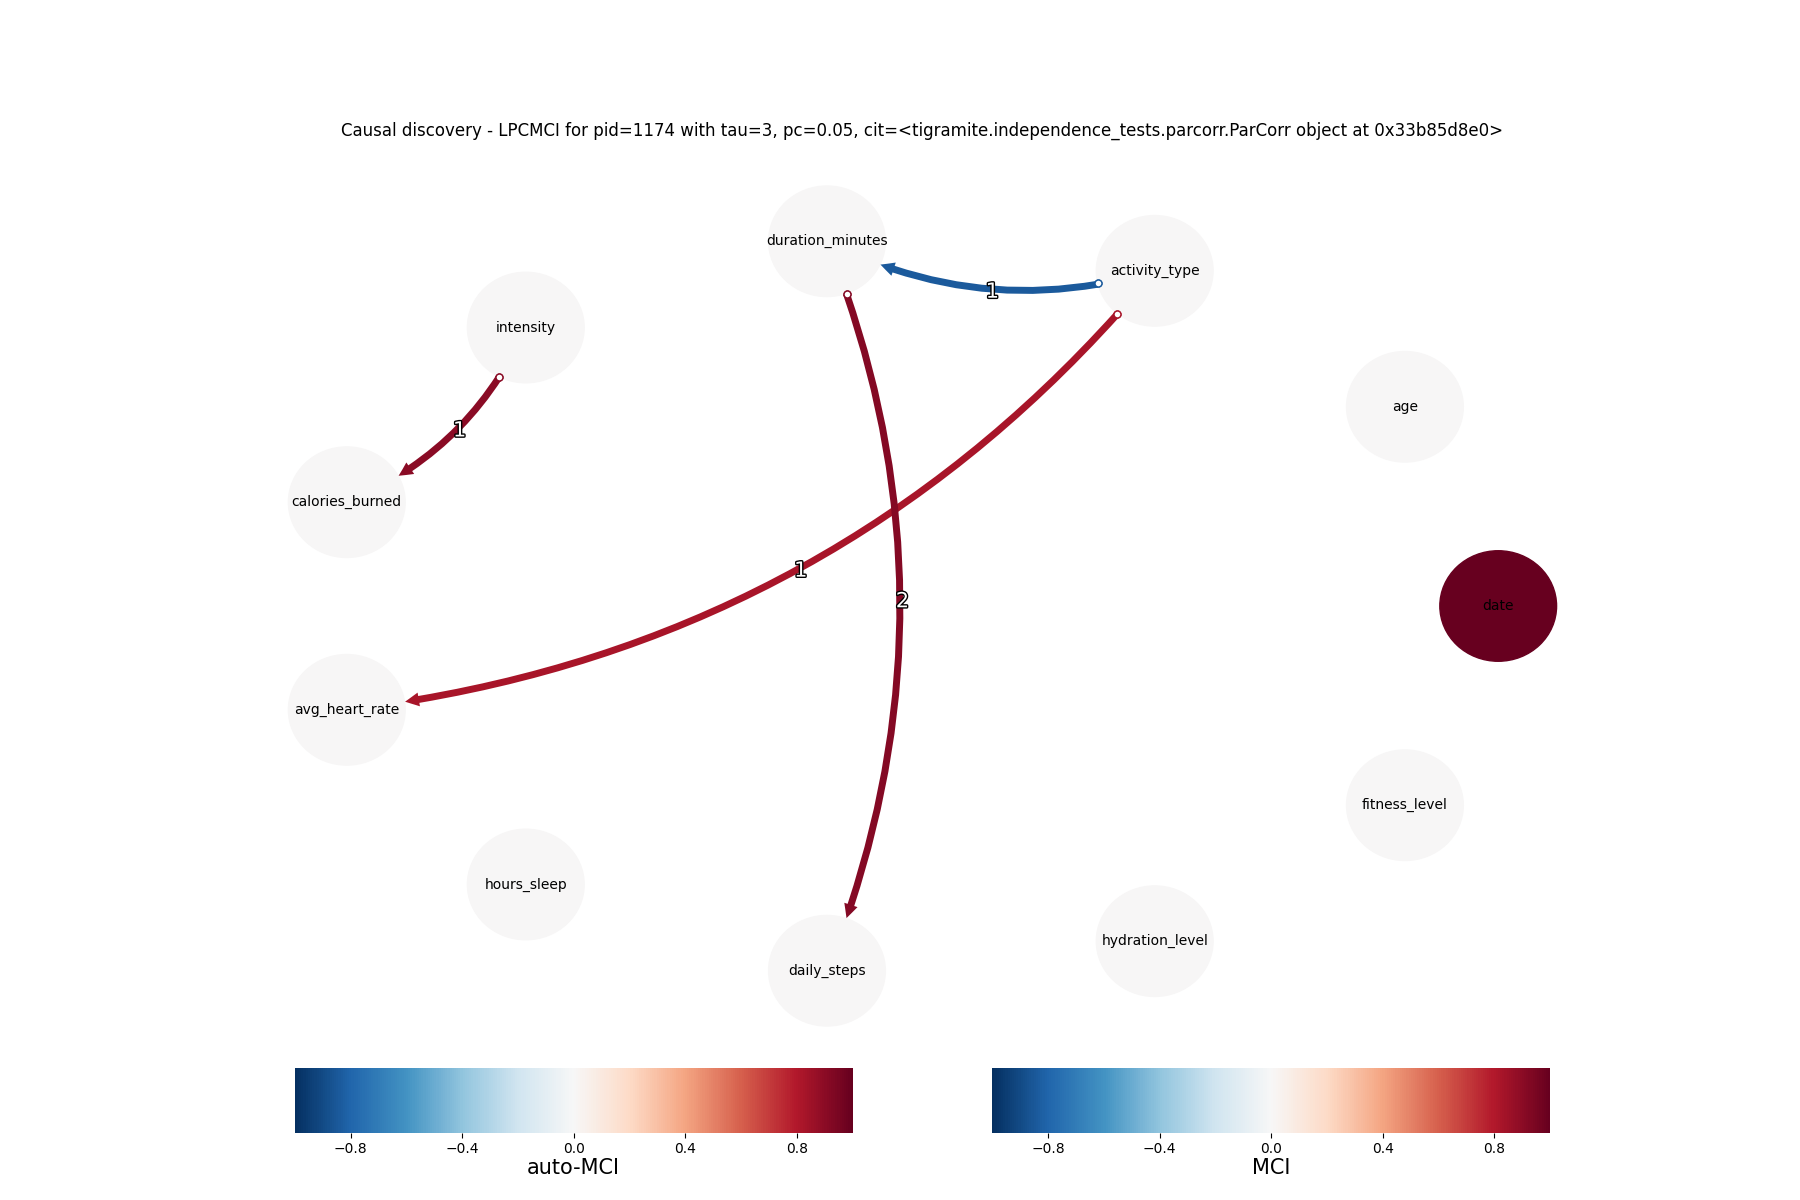 Causal discovery - LPCMCI for pid=1174 with tau=3, pc=0.05, cit=<tigramite.independence_tests.parcorr.ParCorr object at 0x33b85d8e0>
duration_minutes
activity_type
1
intensity
age
1
calories_burned
1
2
date
avg_heart_rate
fitness_level
hours_sleep
hydration_level
daily_steps
−0.8 −0.4 0.0 0.4 0.8
auto-MCI
−0.8 −0.4 0.0 0.4 0.8
MCI